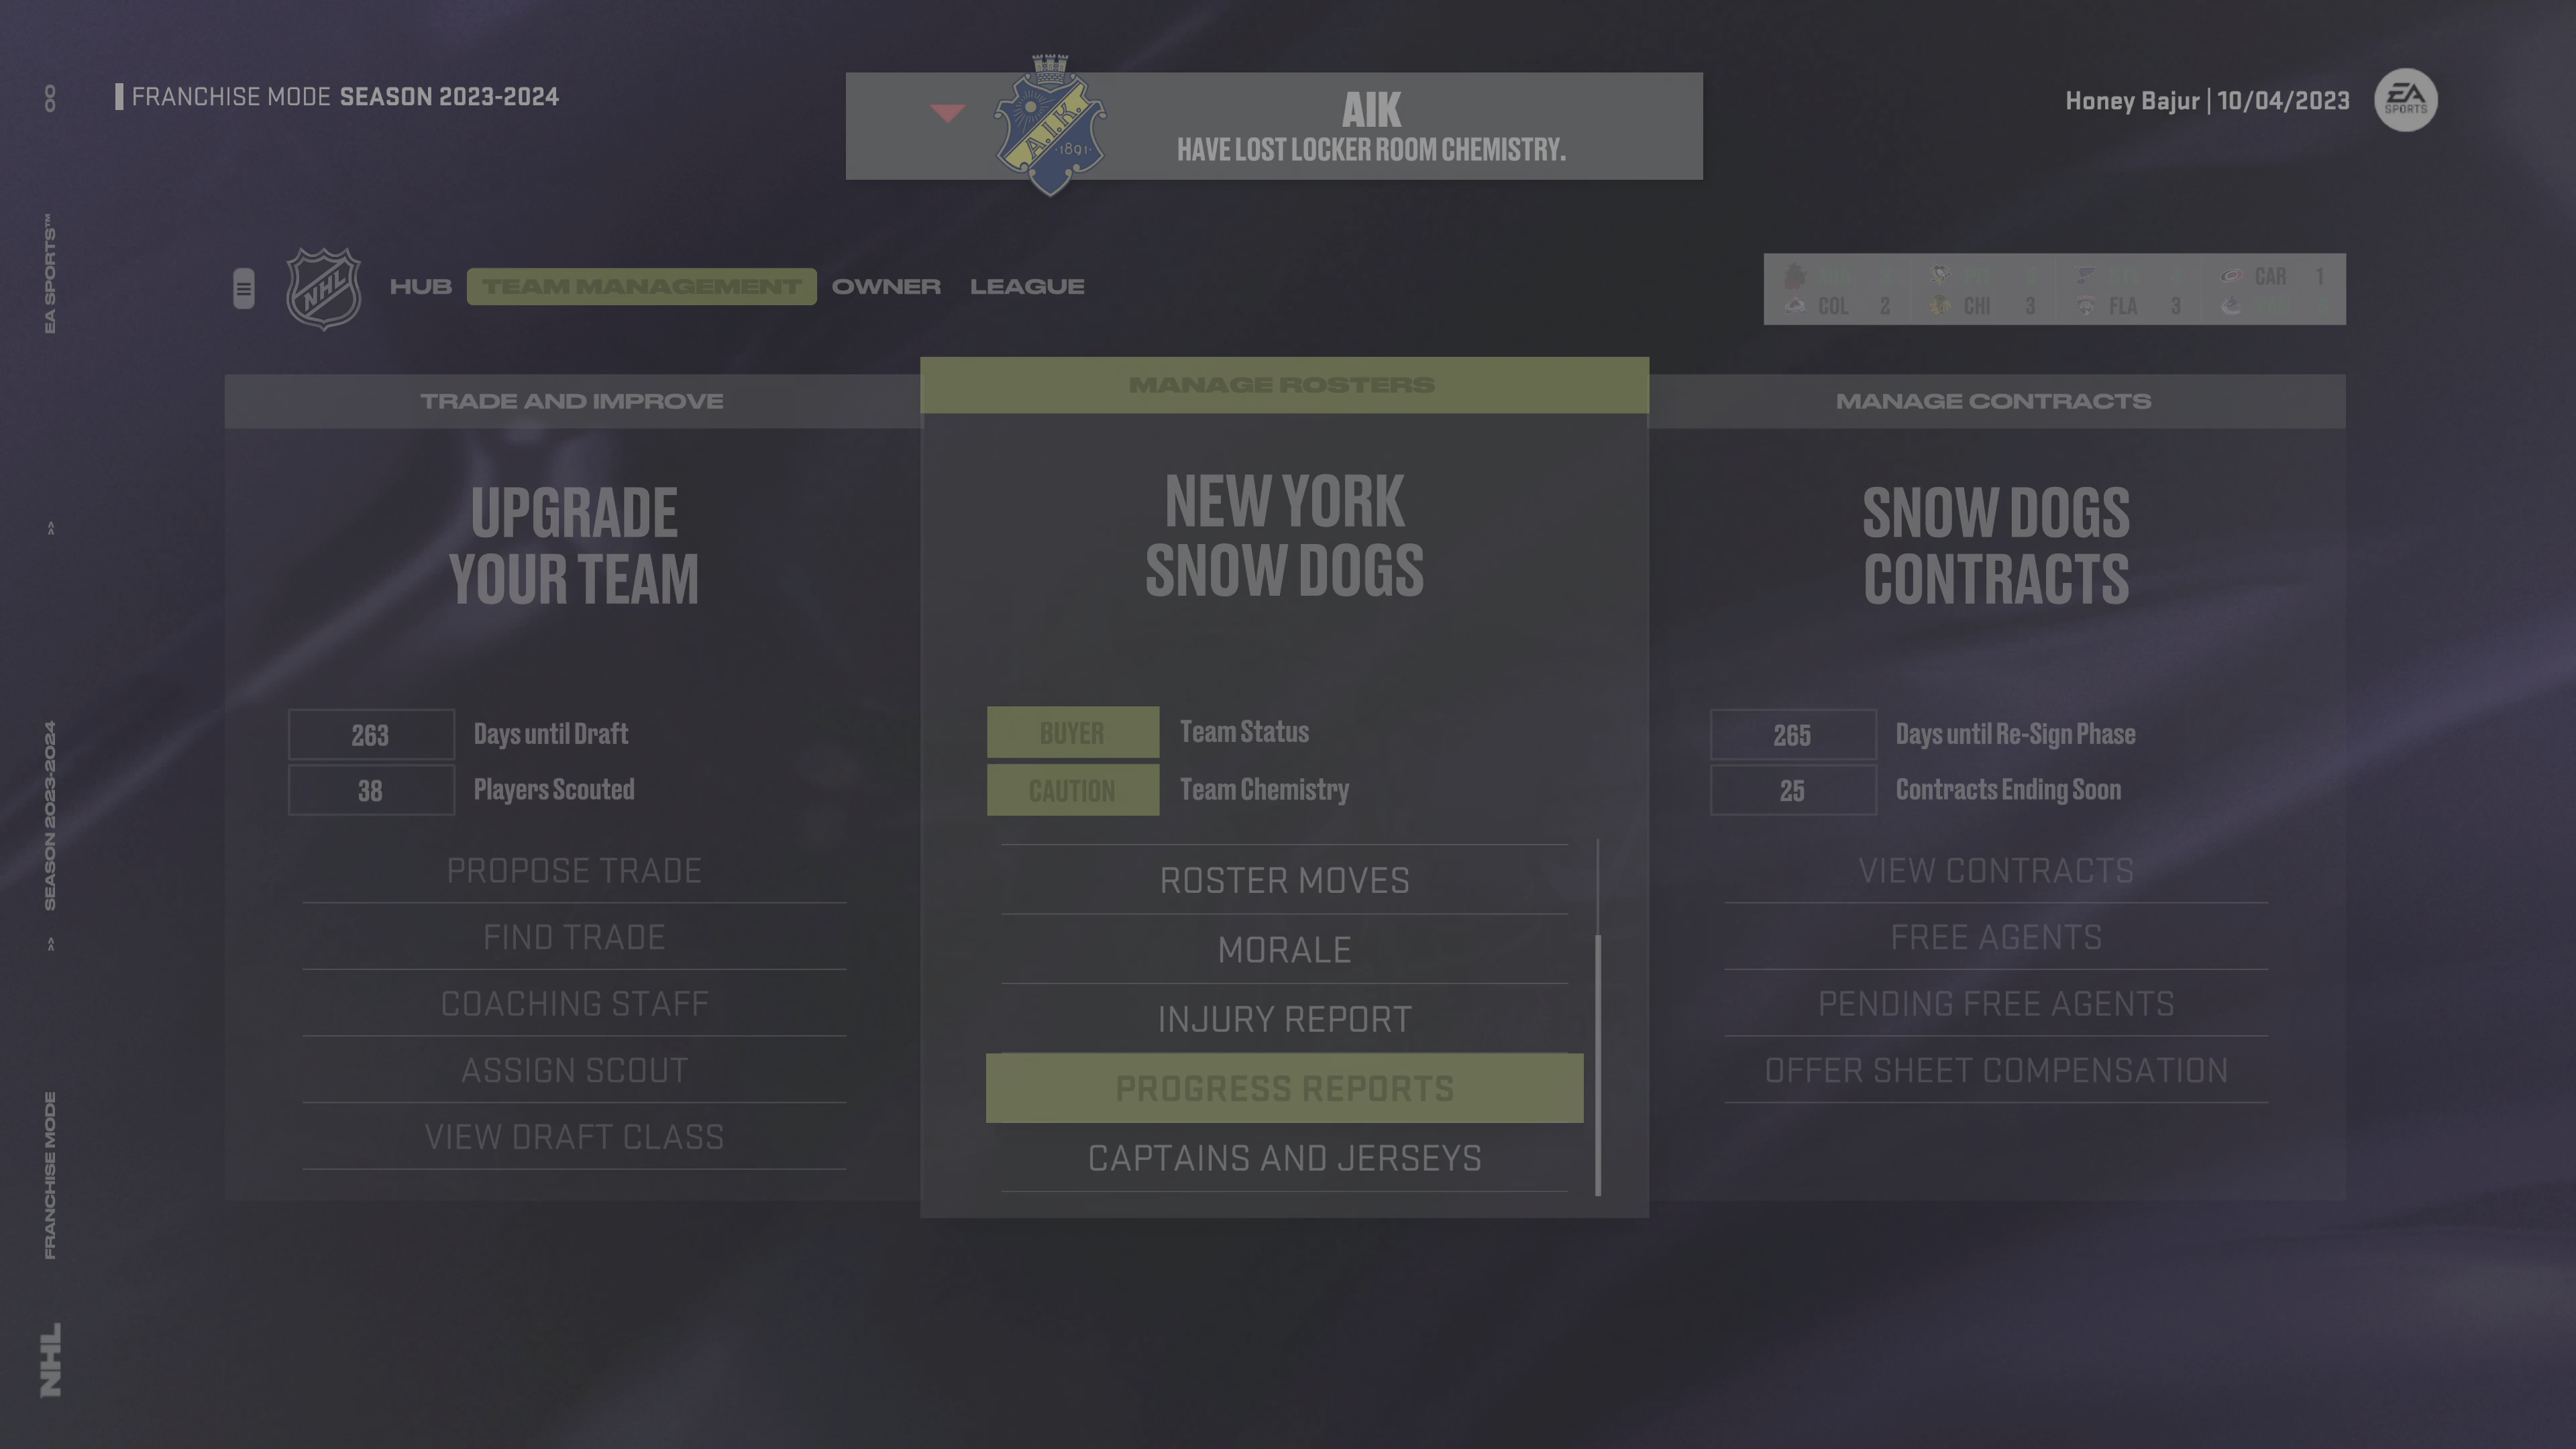 FRANCHISE MODE SEASON 2023-2024
AIK
HAVE LOST LOCKER ROOM CHEMISTRY.
A.I.K.
·1891·
Honey Bajur | 10/04/2023
EA
SPORTS
NHL
HUB TEAM MANAGEMENT OWNER LEAGUE
CAR 1
COL 2 CHI 3 FLA 3
TRADE AND IMPROVE
UPGRADE
YOUR TEAM
263 Days until Draft
38 Players Scouted
PROPOSE TRADE
FIND TRADE
COACHING STAFF
ASSIGN SCOUT
VIEW DRAFT CLASS
MANAGE ROSTERS
NEW YORK
SNOW DOGS
BUYER Team Status
CAUTION Team Chemistry
ROSTER MOVES
MORALE
INJURY REPORT
PROGRESS REPORTS
CAPTAINS AND JERSEYS
MANAGE CONTRACTS
SNOW DOGS
CONTRACTS
265 Days until Re-Sign Phase
25 Contracts Ending Soon
VIEW CONTRACTS
FREE AGENTS
PENDING FREE AGENTS
OFFER SHEET COMPENSATION
NHL FRANCHISE MODE >> SEASON 2023-2024 >> EA SPORTS™